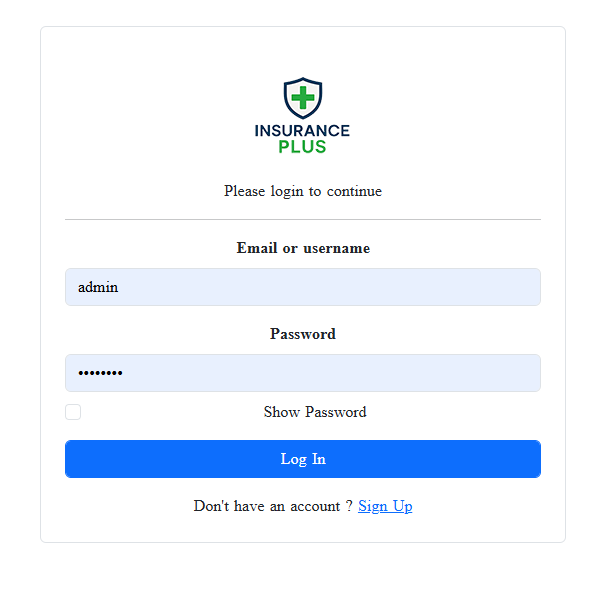 INSURANCE
PLUS
Please login to continue
Email or username
admin
Password
••••••••
Show Password
Log In
Don't have an account ? Sign Up